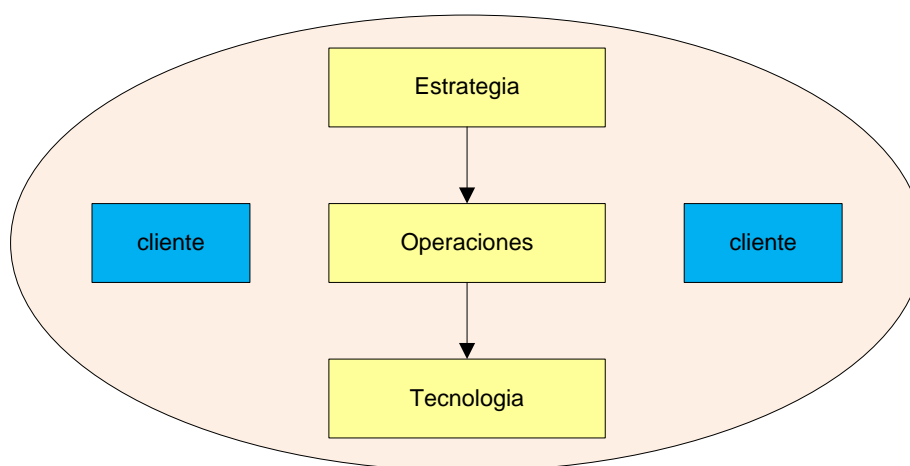 Estrategia
cliente
Operaciones
cliente
Tecnologia